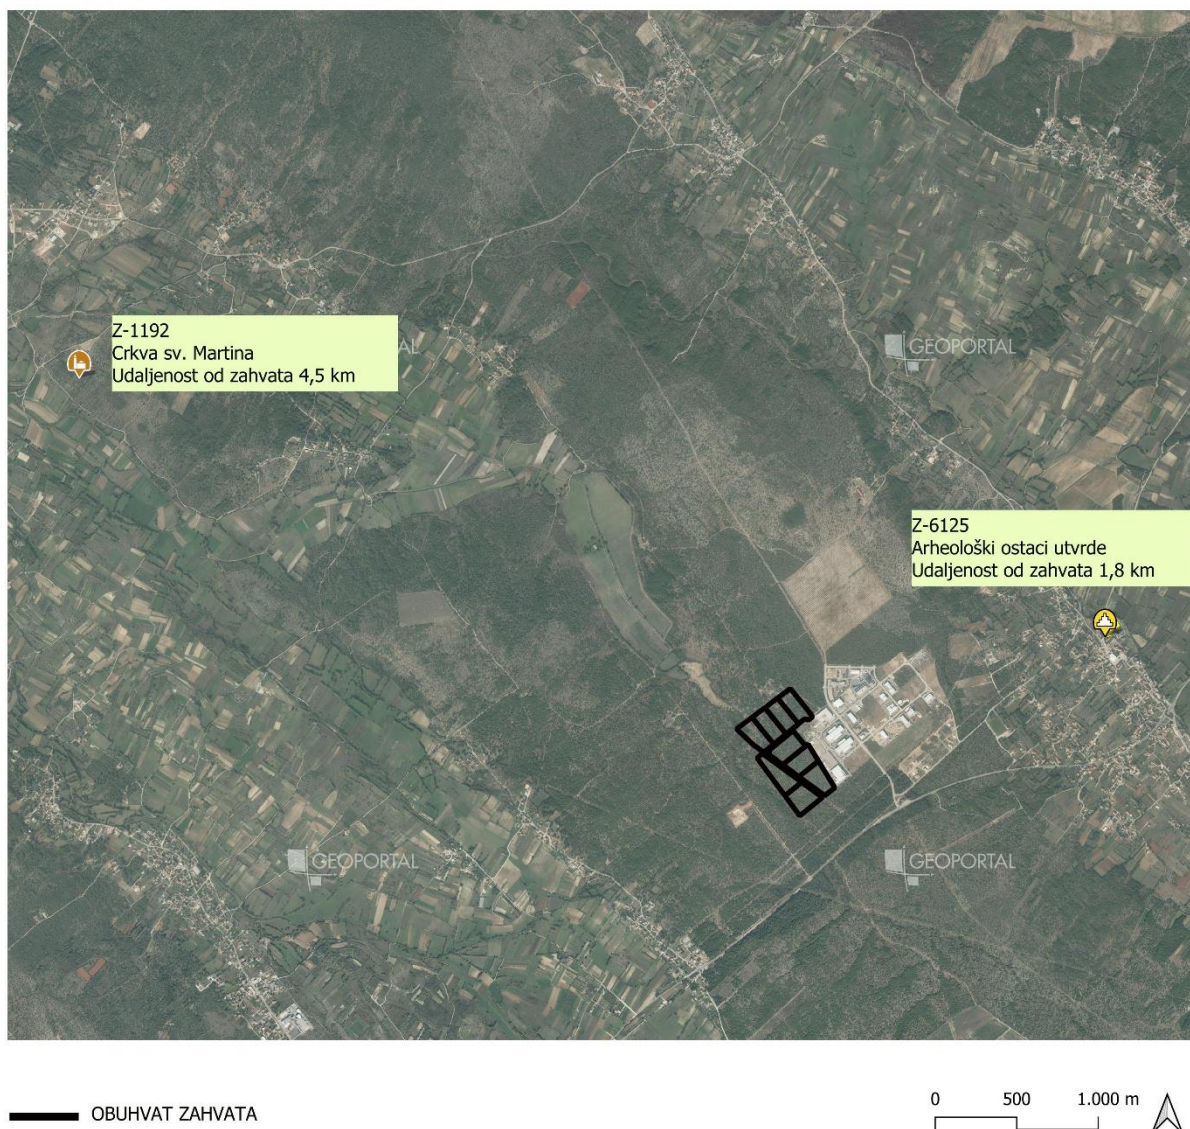 Z-1192
Crkva sv. Martina
Udaljenost od zahvata 4,5 km
AL
GEOPORTAL
Z-6125
Arheološki ostaci utvrde
Udaljenost od zahvata 1,8 km
GEOPORTAL
GEOPORTAL
OBUHVAT ZAHVATA
0 500 1.000 m